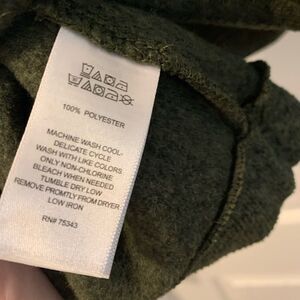 100% POLYESTER
MACHINE WASH COOL-
DELICATE CYCLE
WASH WITH LIKE COLORS
ONLY NON-CHLORINE
BLEACH WHEN NEEDED
TUMBLE DRY LOW
REMOVE PROMTLY FROM DRYER
LOW IRON
RN# 75343